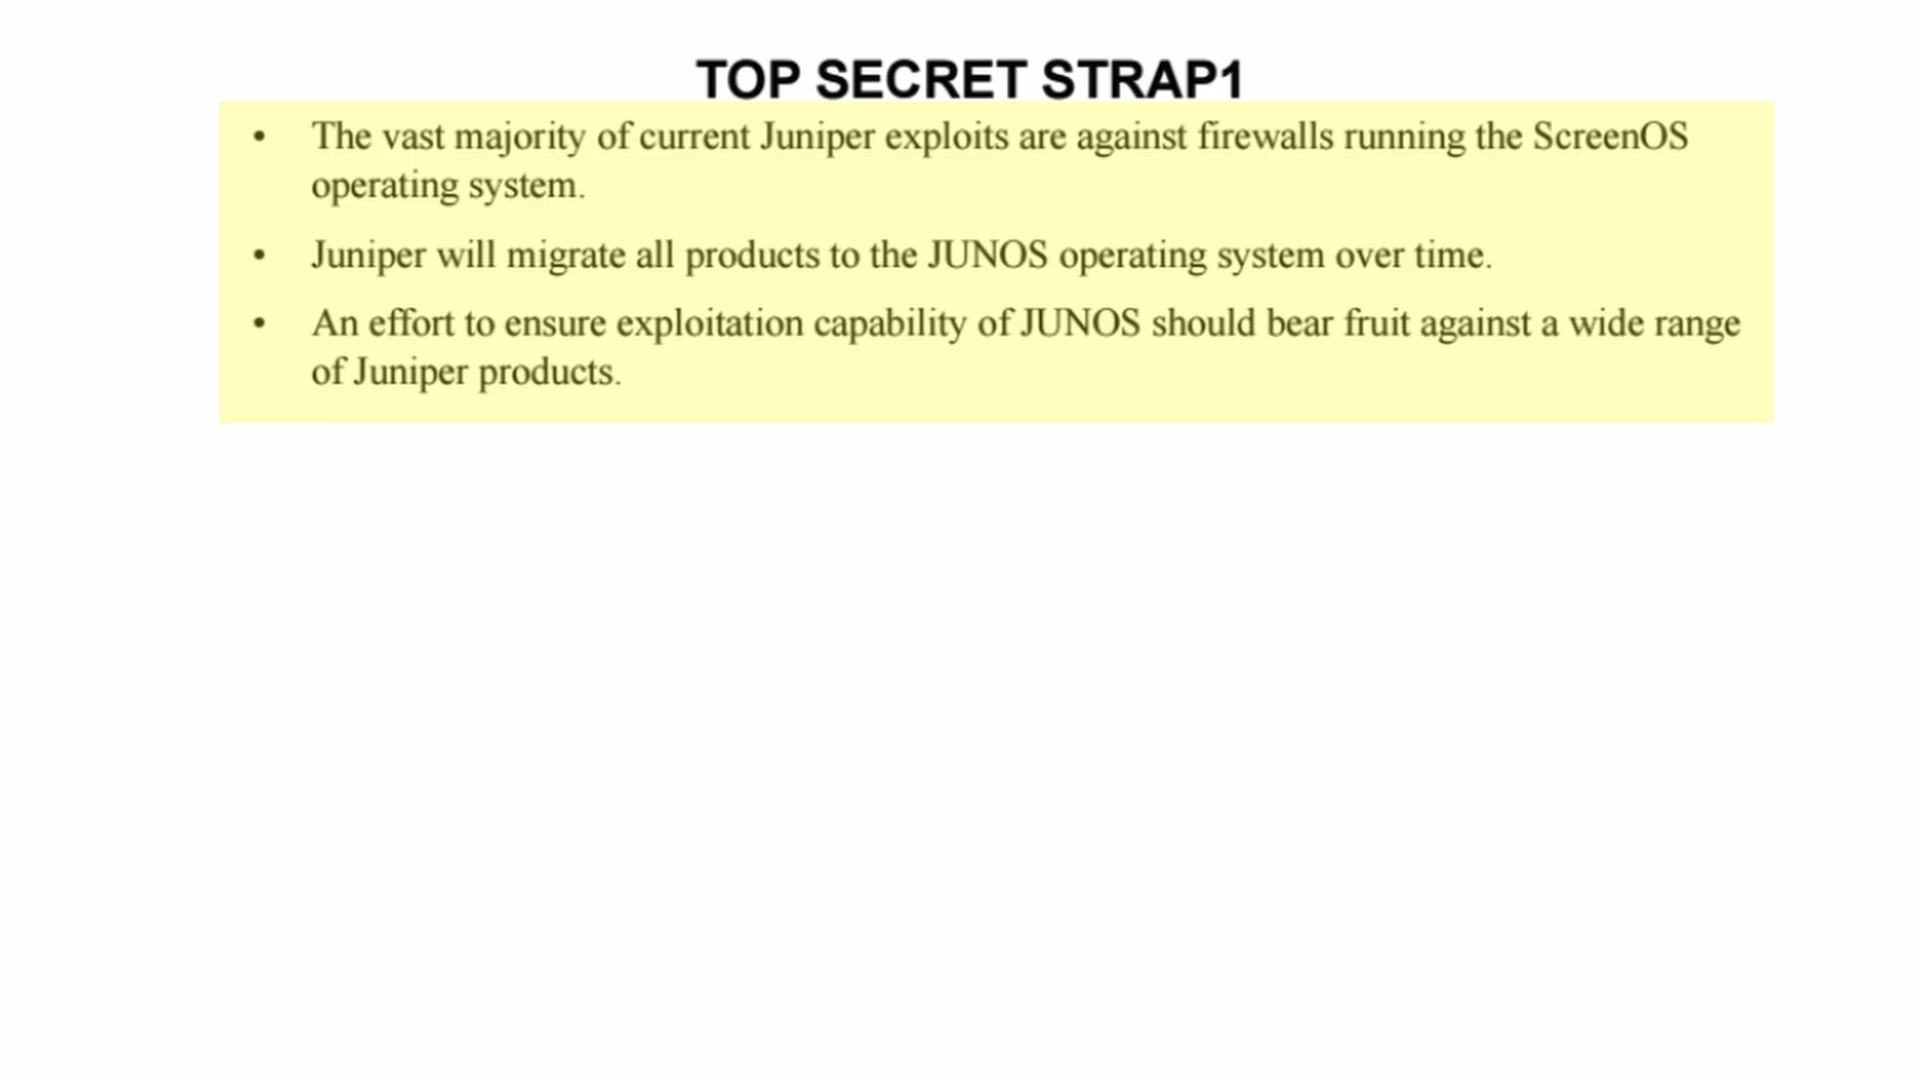 TOP SECRET STRAP1
• The vast majority of current Juniper exploits are against firewalls running the ScreenOS
operating system.
• Juniper will migrate all products to the JUNOS operating system over time.
• An effort to ensure exploitation capability of JUNOS should bear fruit against a wide range
of Juniper products.